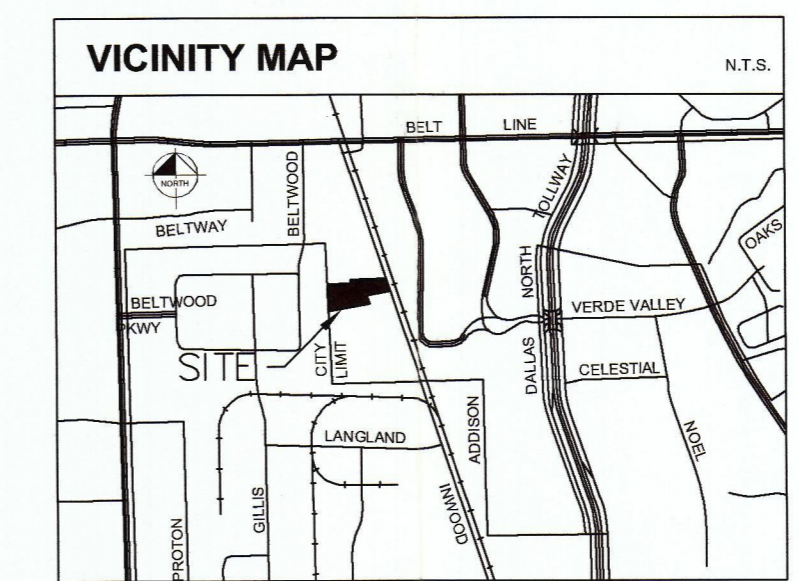 VICINITY MAP
N.T.S.
BELT LINE
NORTH
BELTWOOD
TOLLWAY
BELTWAY
OAKS
NORTH
BELTWOOD
PKWY
VERDE VALLEY
SITE
CITY
LIMIT
DALLAS
CELESTIAL
ADDISON
LANGLAND
NOEL
INWOOD
GILLIS
PROTON